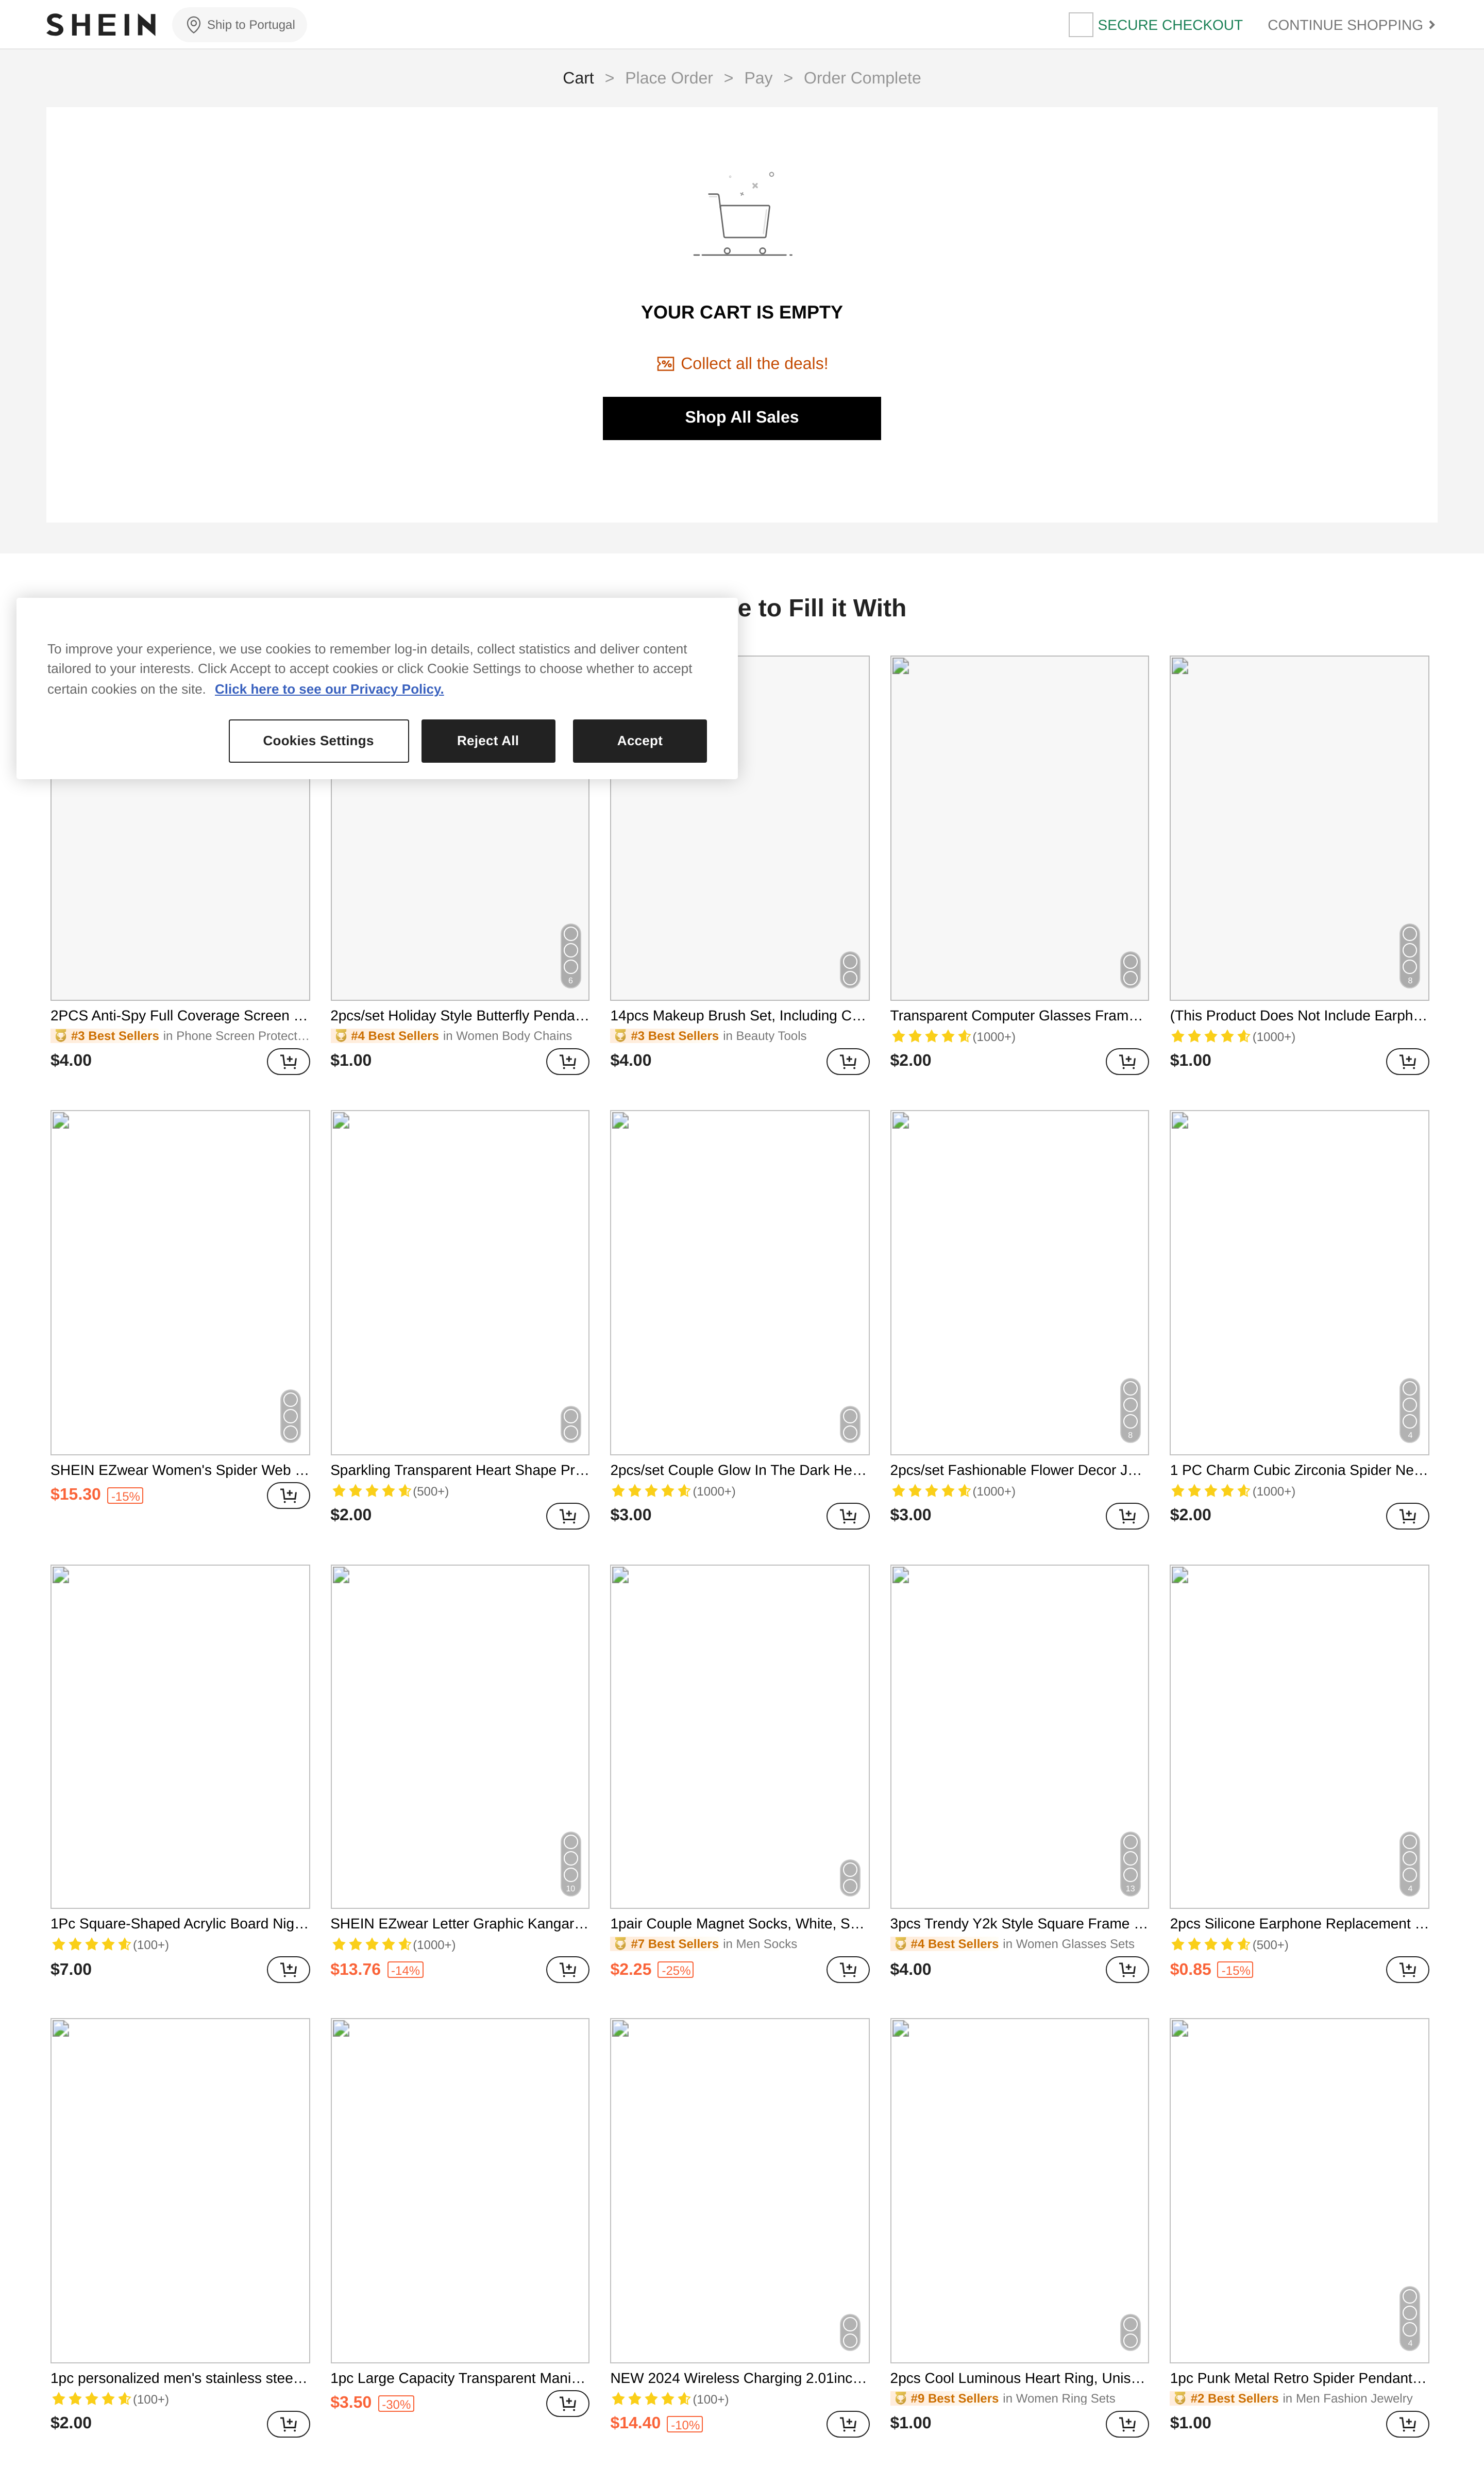 SHEIN
Ship to Portugal
SECURE CHECKOUT
CONTINUE SHOPPING
Cart > Place Order > Pay > Order Complete
YOUR CART IS EMPTY
Collect all the deals!
Shop All Sales
e to Fill it With
To improve your experience, we use cookies to remember log-in details, collect statistics and deliver content
tailored to your interests. Click Accept to accept cookies or click Cookie Settings to choose whether to accept
certain cookies on the site. Click here to see our Privacy Policy.
Cookies Settings
Reject All
Accept
6
8
2PCS Anti-Spy Full Coverage Screen ...
#3 Best Sellers in Phone Screen Protect...
$4.00
2pcs/set Holiday Style Butterfly Penda...
#4 Best Sellers in Women Body Chains
$1.00
14pcs Makeup Brush Set, Including C...
#3 Best Sellers in Beauty Tools
$4.00
Transparent Computer Glasses Fram...
(1000+)
$2.00
(This Product Does Not Include Earph...
(1000+)
$1.00
8
4
SHEIN EZwear Women's Spider Web ...
$15.30 -15%
Sparkling Transparent Heart Shape Pr...
(500+)
$2.00
2pcs/set Couple Glow In The Dark He...
(1000+)
$3.00
2pcs/set Fashionable Flower Decor J...
(1000+)
$3.00
1 PC Charm Cubic Zirconia Spider Ne...
(1000+)
$2.00
10
13
4
1Pc Square-Shaped Acrylic Board Nig...
(100+)
$7.00
SHEIN EZwear Letter Graphic Kangar...
(1000+)
$13.76 -14%
1pair Couple Magnet Socks, White, S...
#7 Best Sellers in Men Socks
$2.25 -25%
3pcs Trendy Y2k Style Square Frame ...
#4 Best Sellers in Women Glasses Sets
$4.00
2pcs Silicone Earphone Replacement ...
(500+)
$0.85 -15%
4
1pc personalized men's stainless stee...
(100+)
$2.00
1pc Large Capacity Transparent Mani...
$3.50 -30%
NEW 2024 Wireless Charging 2.01inc...
(100+)
$14.40 -10%
2pcs Cool Luminous Heart Ring, Unis...
#9 Best Sellers in Women Ring Sets
$1.00
1pc Punk Metal Retro Spider Pendant...
#2 Best Sellers in Men Fashion Jewelry
$1.00